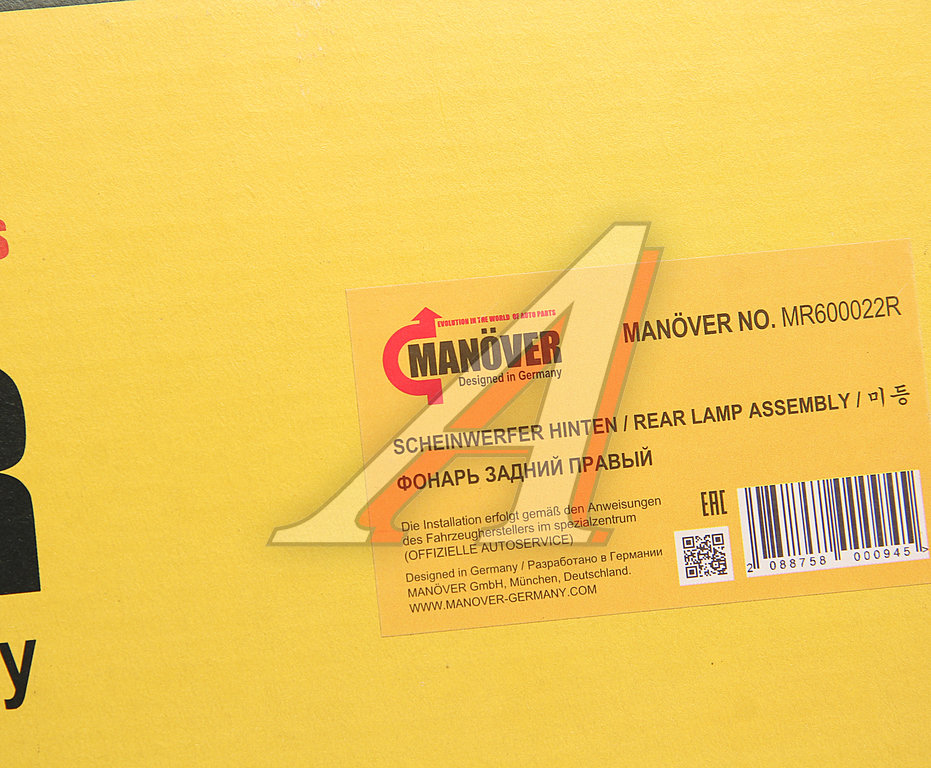 s
R
y
EVOLUTION IN THE WORLD OF AUTO PARTS
MANÖVER
Designed in Germany
MANÖVER NO. MR600022R
SCHEINWERFER HINTEN / REAR LAMP ASSEMBLY / 미등
ФОНАРЬ ЗАДНИЙ ПРАВЫЙ
Die Installation erfolgt gemäß den Anweisungen
des Fahrzeugherstellers im spezialzentrum
(OFFIZIELLE AUTOSERVICE)
Designed in Germany / Разработано в Германии
MANÖVER GmbH, München, Deutschland.
WWW.MANOVER-GERMANY.COM
EAC
2 088758 000945 >
A